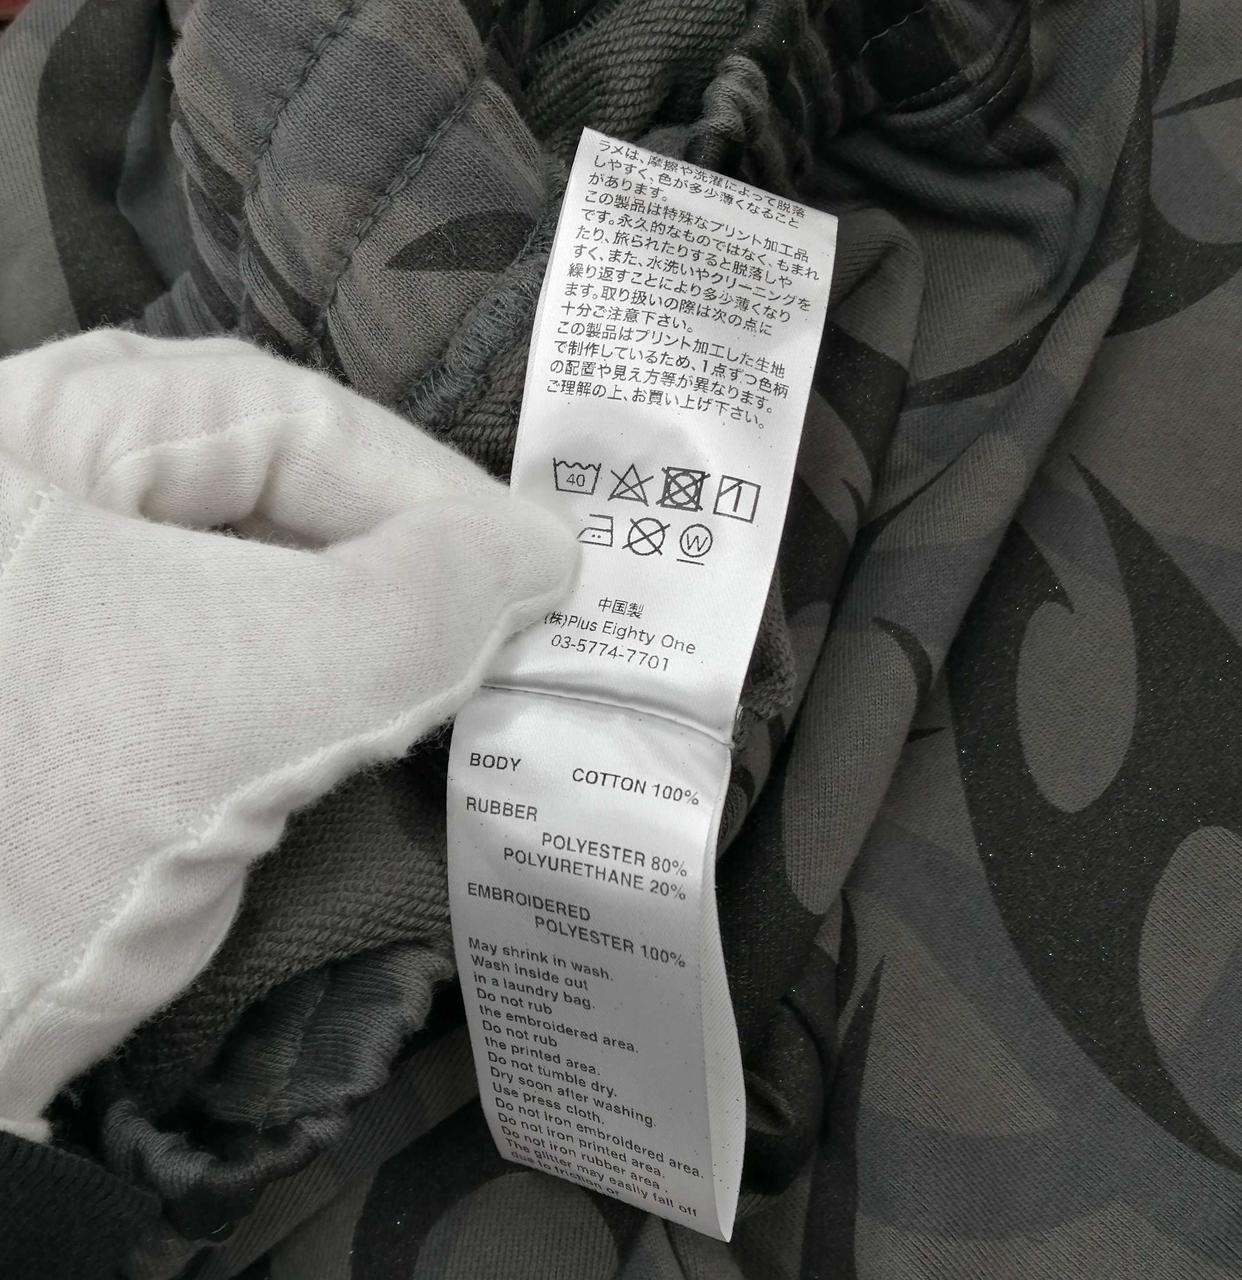 ラメは、摩擦や洗濯によって脱落
しやすく、色が多少薄くなること
があります。
この製品は特殊なプリント加工品
です。永久的なものではなく、もまれ
たり、擦られたりすると脱落しや
すく、また、水洗いやクリーニングを
繰り返すことにより多少薄くなり
ます。取り扱いの際は次の点に
十分ご注意下さい。
この製品はプリント加工した生地
で制作しているため、1点ずつ色柄
の配置や見え方等が異なります。
ご理解の上、お買い上げ下さい。
40
W
中国製
(株)Plus Eighty One
03-5774-7701
BODY COTTON 100%
RUBBER
POLYESTER 80%
POLYURETHANE 20%
EMBROIDERED
POLYESTER 100%
May shrink in wash.
Wash inside out
in a laundry bag.
Do not rub
the embroidered area.
Do not rub
the printed area.
Do not tumble dry.
Dry soon after washing.
Use press cloth.
Do not iron embroidered area.
Do not iron printed area.
Do not iron rubber area.
The glitter may easily fall off
due to friction or